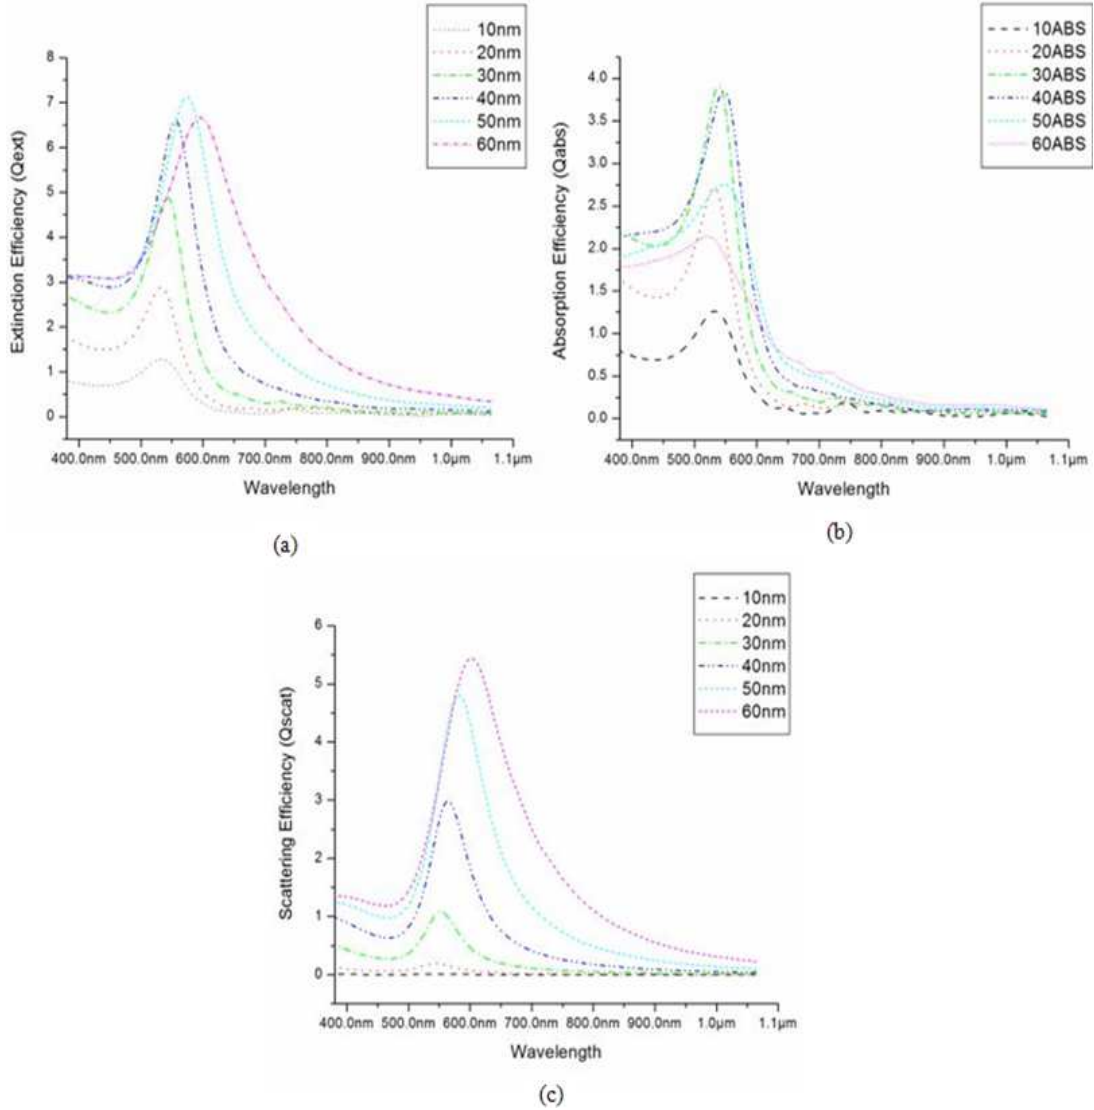 10nm
20nm
30nm
40nm
50nm
60nm
Extinction Efficiency (Qext)
8
7
6
5
4
3
2
1
0
400.0nm 500.0nm 600.0nm 700.0nm 800.0nm 900.0nm 1.0µm 1.1µm
Wavelength
(a)
10ABS
20ABS
30ABS
40ABS
50ABS
60ABS
Absorption Efficiency (Qabs)
4.0
3.5
3.0
2.5
2.0
1.5
1.0
0.5
0.0
400.0nm 500.0nm 600.0nm 700.0nm 800.0nm 900.0nm 1.0µm 1.1µm
Wavelength
(b)
10nm
20nm
30nm
40nm
50nm
60nm
Scattering Efficiency (Qscat)
6
5
4
3
2
1
0
400.0nm 500.0nm 600.0nm 700.0nm 800.0nm 900.0nm 1.0µm 1.1µm
Wavelength
(c)